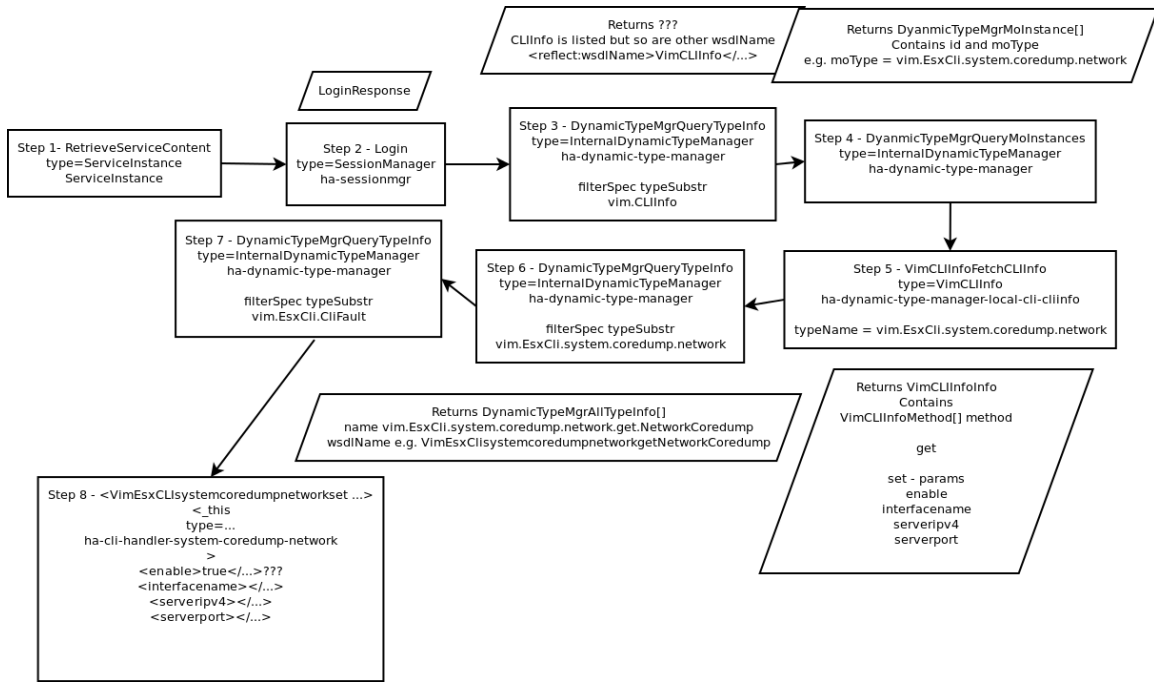 Returns ???
CLIInfo is listed but so are other wsdlName
<reflect:wsdlName>VimCLIInfo</...>
Returns DyanmicTypeMgrMoInstance[]
Contains id and moType
e.g. moType = vim.EsxCli.system.coredump.network
LoginResponse
Step 1- RetrieveServiceContent
type=ServiceInstance
ServiceInstance
Step 2 - Login
type=SessionManager
ha-sessionmgr
Step 3 - DynamicTypeMgrQueryTypeInfo
type=InternalDynamicTypeManager
ha-dynamic-type-manager
filterSpec typeSubstr
vim.CLIInfo
Step 4 - DyanmicTypeMgrQueryMoInstances
type=InternalDynamicTypeManager
ha-dynamic-type-manager
Step 5 - VimCLIInfoFetchCLIInfo
type=VimCLIInfo
ha-dynamic-type-manager-local-cli-cliinfo
typeName = vim.EsxCli.system.coredump.network
Step 6 - DynamicTypeMgrQueryTypeInfo
type=InternalDynamicTypeManager
ha-dynamic-type-manager
filterSpec typeSubstr
vim.EsxCli.system.coredump.network
Step 7 - DynamicTypeMgrQueryTypeInfo
type=InternalDynamicTypeManager
ha-dynamic-type-manager
filterSpec typeSubstr
vim.EsxCli.CliFault
Returns VimCLIInfoInfo
Contains
VimCLIInfoMethod[] method
get
set - params
enable
interfacename
serveripv4
serverport
Returns DynamicTypeMgrAllTypeInfo[]
name vim.EsxCli.system.coredump.network.get.NetworkCoredump
wsdlName e.g. VimEsxClisystemcoredumpnetworkgetNetworkCoredump
Step 8 - <VimEsxCLIsystemcoredumpnetworkset ...>
<_this
type=...
ha-cli-handler-system-coredump-network
>
<enable>true</...>???
<interfacename></...>
<serveripv4></...>
<serverport></...>